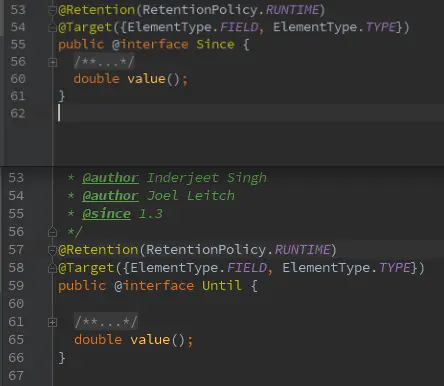 53 @Retention(RetentionPolicy.RUNTIME)
54 @Target({ElementType.FIELD, ElementType.TYPE})
55 public @interface Since {
56 /**...*/
60 double value();
61 }
62
53 * @author Inderjeet Singh
54 * @author Joel Leitch
55 * @since 1.3
56 */
57 @Retention(RetentionPolicy.RUNTIME)
58 @Target({ElementType.FIELD, ElementType.TYPE})
59 public @interface Until {
60
61 /**...*/
65 double value();
66 }
67